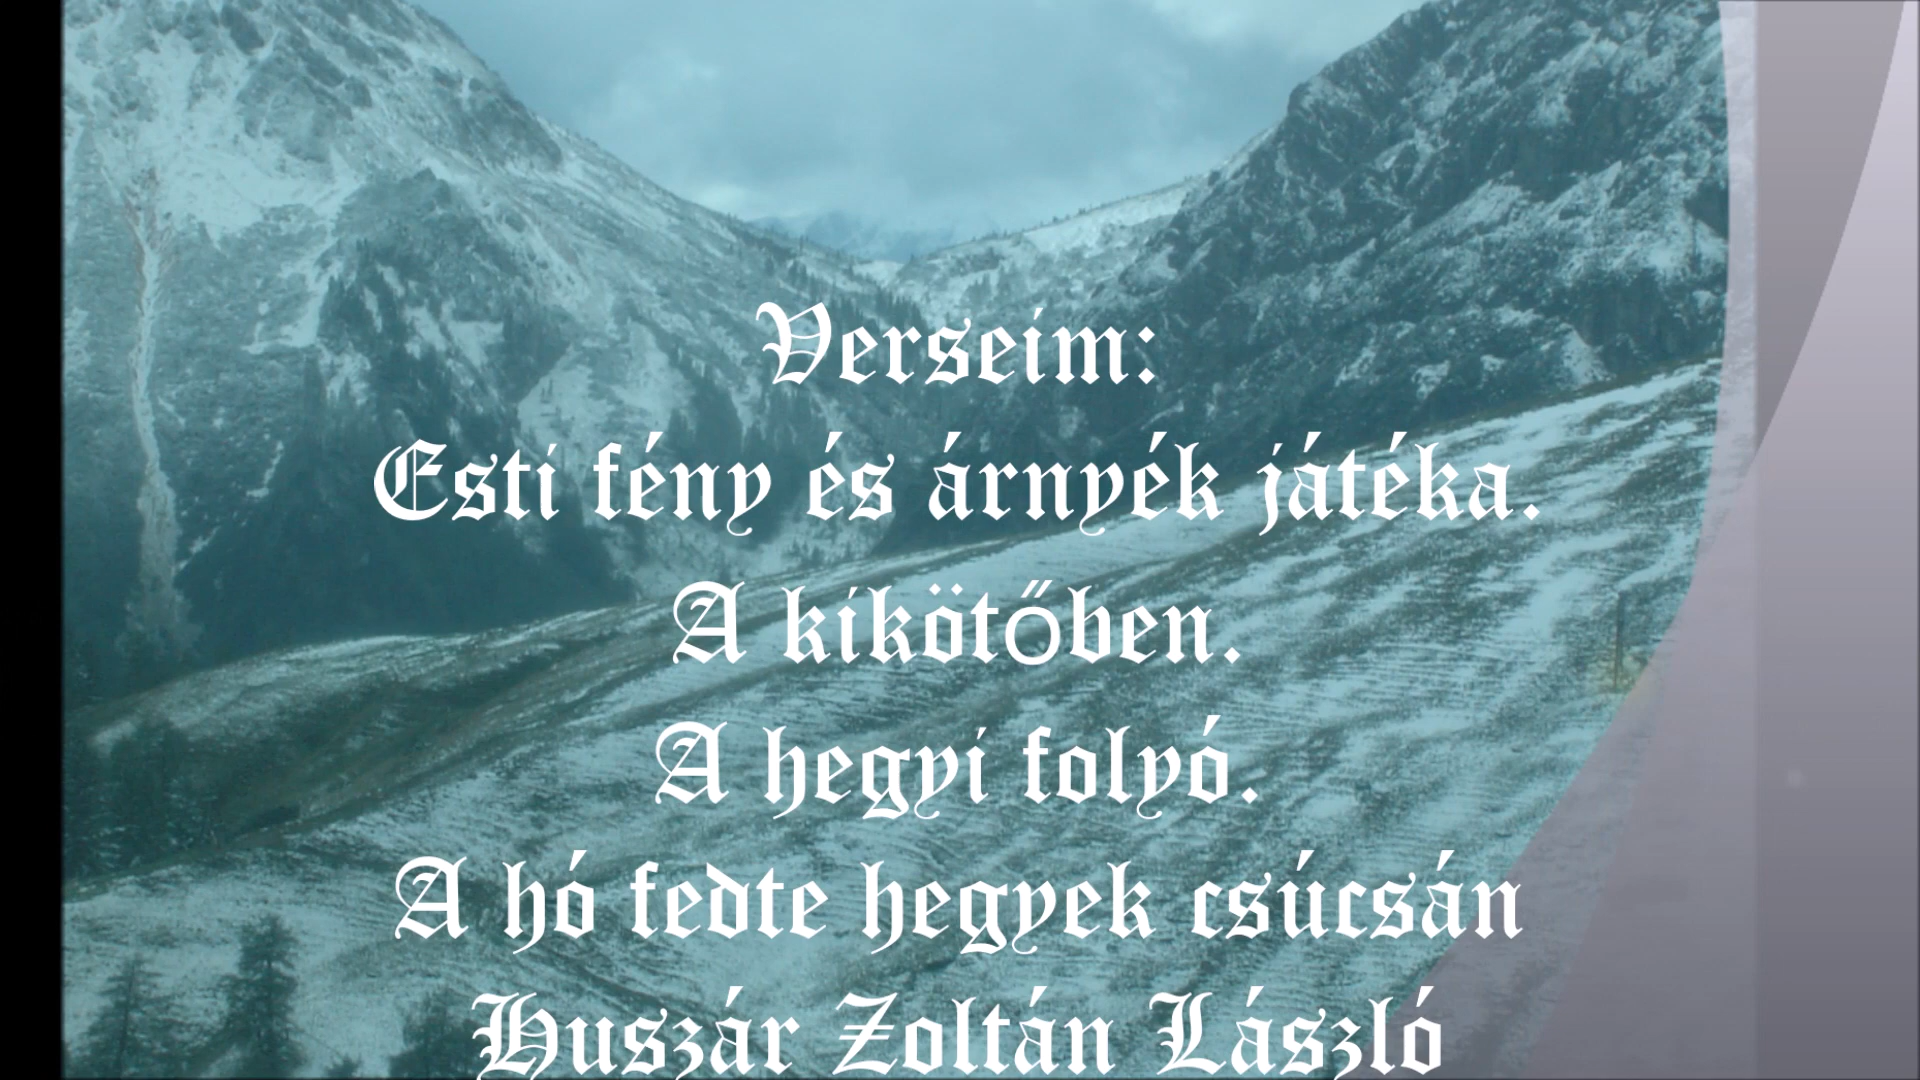 Verseim:
Esti fény és árnyék játéka.
A kikötőben.
A hegyi folyó.
A hó fedte hegyek csúcsán
Huszár Zoltán László